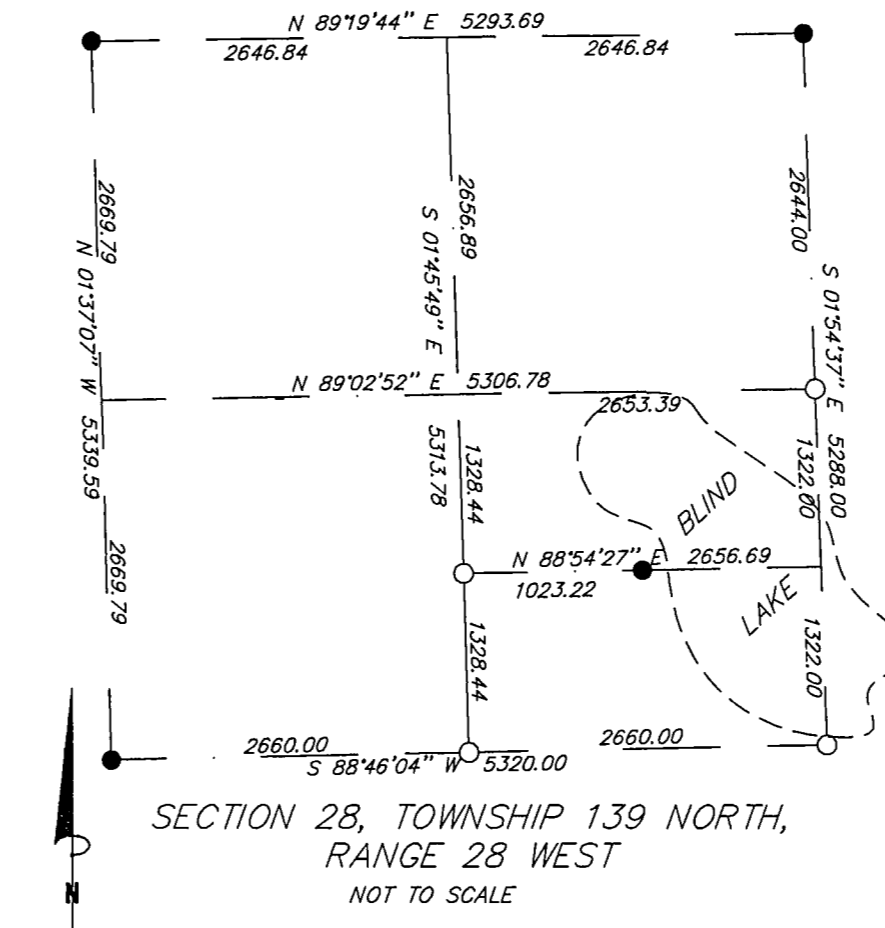 N 89°19'44" E 5293.69
2646.84
2646.84
2669.79
N 01°37'07" W 5339.59
2669.79
2656.89
S 01°45'49" E
5313.78
2644.00
S 01°54'37" E 5288.00
N 89°02'52" E 5306.78
2653.39
1328.44
1322.00
BLIND
LAKE
N 88°54'27" E 2656.69
1023.22
1328.44
1322.00
2660.00
2660.00
S 88°46'04" W 5320.00
SECTION 28, TOWNSHIP 139 NORTH,
RANGE 28 WEST
NOT TO SCALE
N